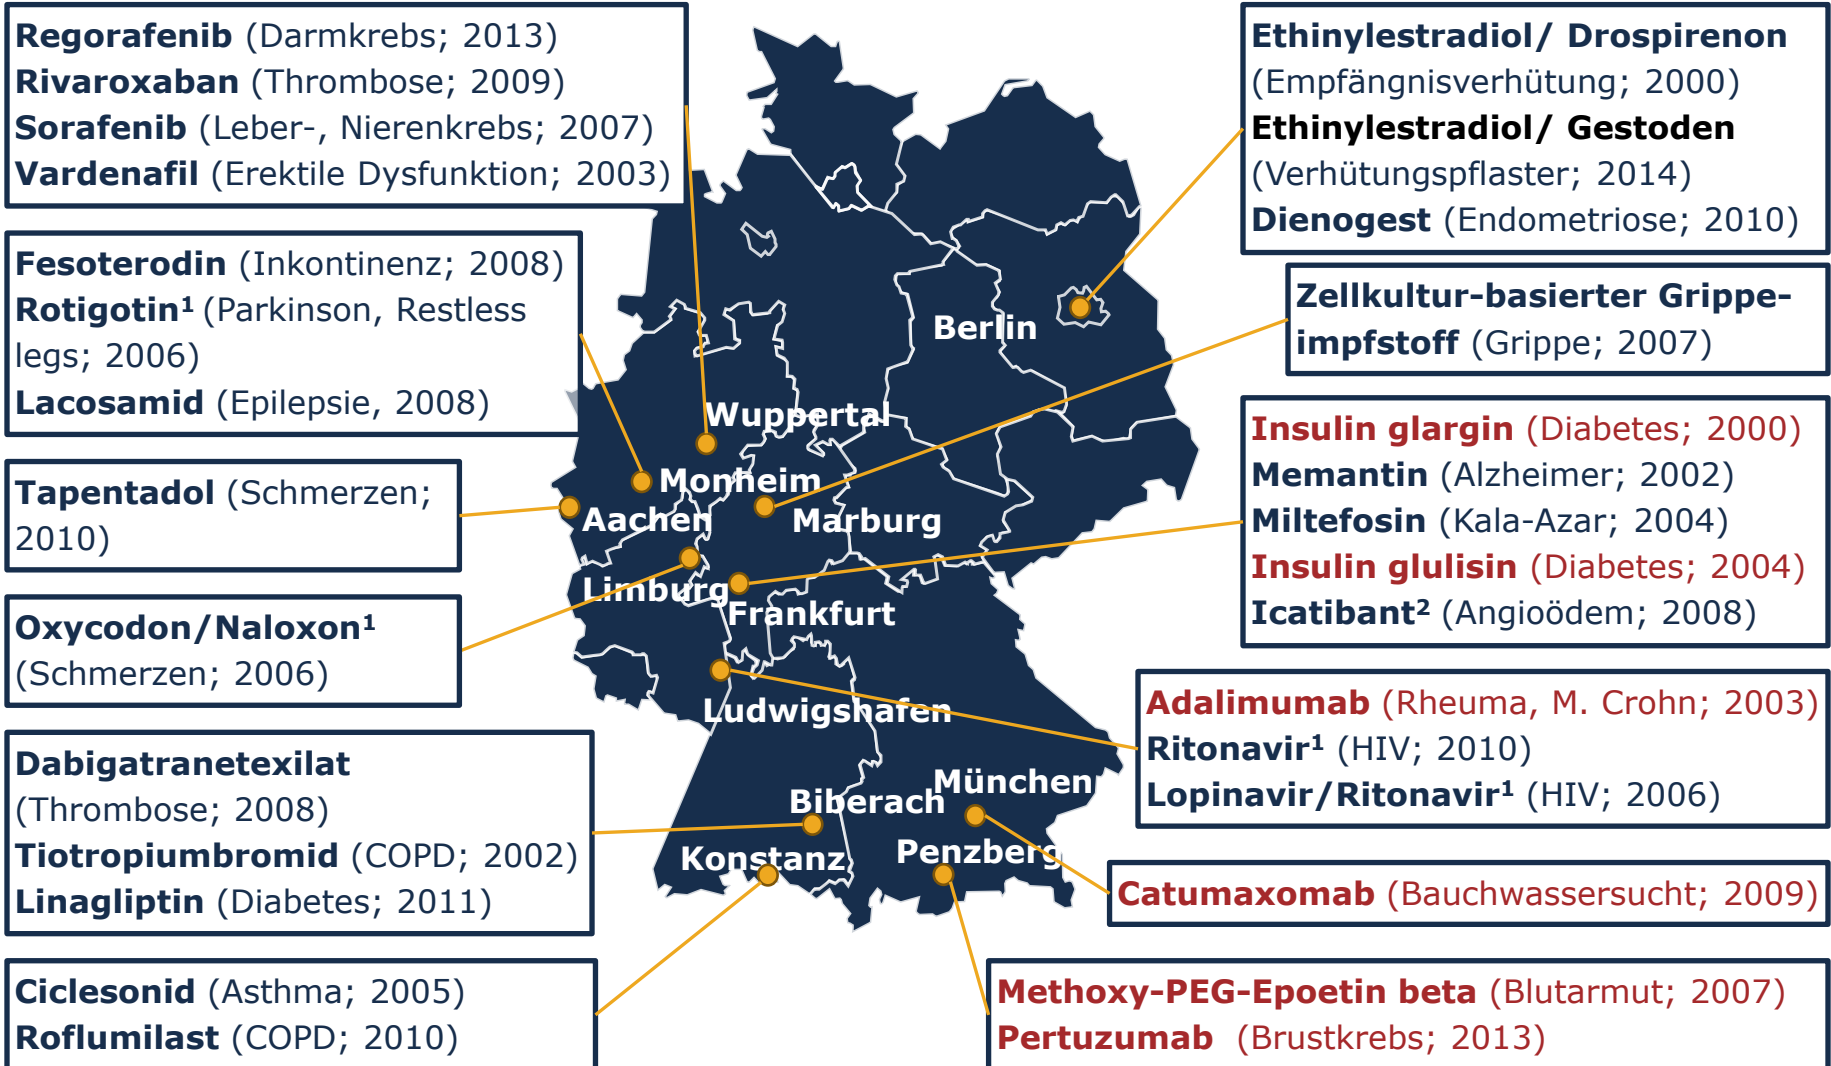 Regorafenib (Darmkrebs; 2013)
Rivaroxaban (Thrombose; 2009)
Sorafenib (Leber-, Nierenkrebs; 2007)
Vardenafil (Erektile Dysfunktion; 2003)
Fesoterodin (Inkontinenz; 2008)
Rotigotin¹ (Parkinson, Restless
legs; 2006)
Lacosamid (Epilepsie, 2008)
Tapentadol (Schmerzen;
2010)
Oxycodon/Naloxon¹
(Schmerzen; 2006)
Dabigatranetexilat
(Thrombose; 2008)
Tiotropiumbromid (COPD; 2002)
Linagliptin (Diabetes; 2011)
Ciclesonid (Asthma; 2005)
Roflumilast (COPD; 2010)
Berlin
Wuppertal
Monheim
Aachen
Marburg
Limburg
Frankfurt
Ludwigshafen
München
Biberach
Konstanz
Penzberg
Ethinylestradiol/ Drospirenon
(Empfängnisverhütung; 2000)
Ethinylestradiol/ Gestoden
(Verhütungspflaster; 2014)
Dienogest (Endometriose; 2010)
Zellkultur-basierter Grippe-
impfstoff (Grippe; 2007)
Insulin glargin (Diabetes; 2000)
Memantin (Alzheimer; 2002)
Miltefosin (Kala-Azar; 2004)
Insulin glulisin (Diabetes; 2004)
Icatibant² (Angioödem; 2008)
Adalimumab (Rheuma, M. Crohn; 2003)
Ritonavir¹ (HIV; 2010)
Lopinavir/Ritonavir¹ (HIV; 2006)
Catumaxomab (Bauchwassersucht; 2009)
Methoxy-PEG-Epoetin beta (Blutarmut; 2007)
Pertuzumab (Brustkrebs; 2013)